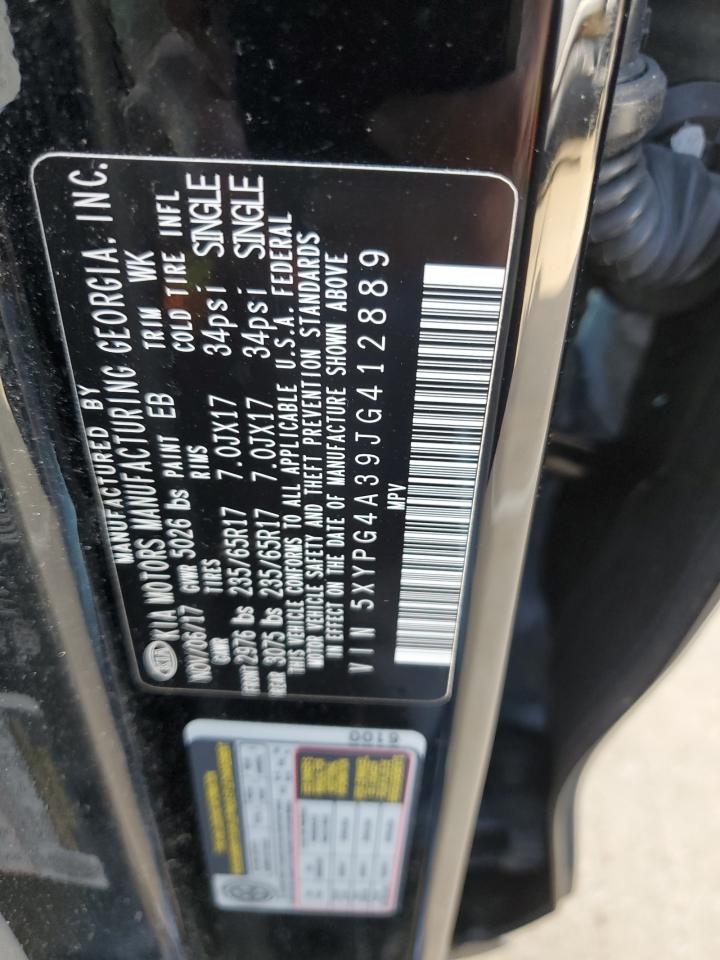 MANUFACTURED BY
KIA KIA MOTORS MANUFACTURING GEORGIA. INC.
NOV/06/17 GVWR 5026 lbs PAINT EB TRIM WK
GAWR TIRES RIMS COLD TIRE INFL
FRONT 2976 lbs 235/65R17 7.0JX17 34psi SINGLE
REAR 3075 lbs 235/65R17 7.0JX17 34psi SINGLE
THIS VEHICLE CONFORMS TO ALL APPLICABLE U.S.A. FEDERAL
MOTOR VEHICLE SAFETY AND THEFT PREVENTION STANDARDS
IN EFFECT ON THE DATE OF MANUFACTURE SHOWN ABOVE
VIN 5XYPG4A39JG412889
MPV
6100